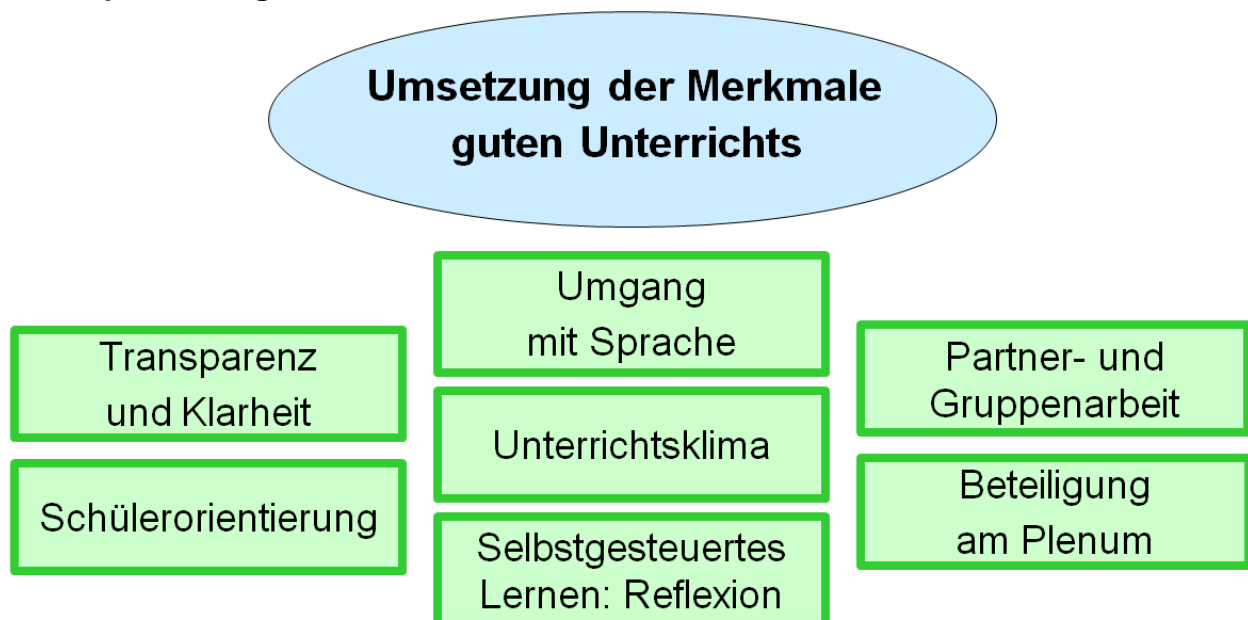 Umsetzung der Merkmale
guten Unterrichts
Transparenz
und Klarheit
Schülerorientierung
Umgang
mit Sprache
Unterrichtsklima
Selbstgesteuertes
Lernen: Reflexion
Partner- und
Gruppenarbeit
Beteiligung
am Plenum